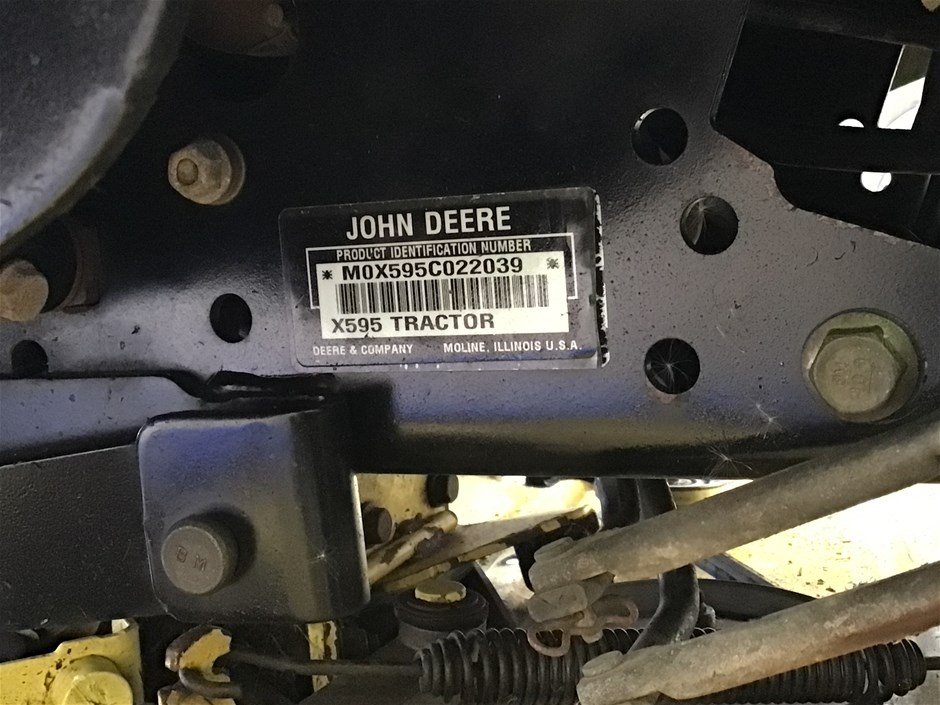 JOHN DEERE
PRODUCT IDENTIFICATION NUMBER
* M0X595C022039 *
X595 TRACTOR
DEERE & COMPANY MOLINE, ILLINOIS U.S.A.